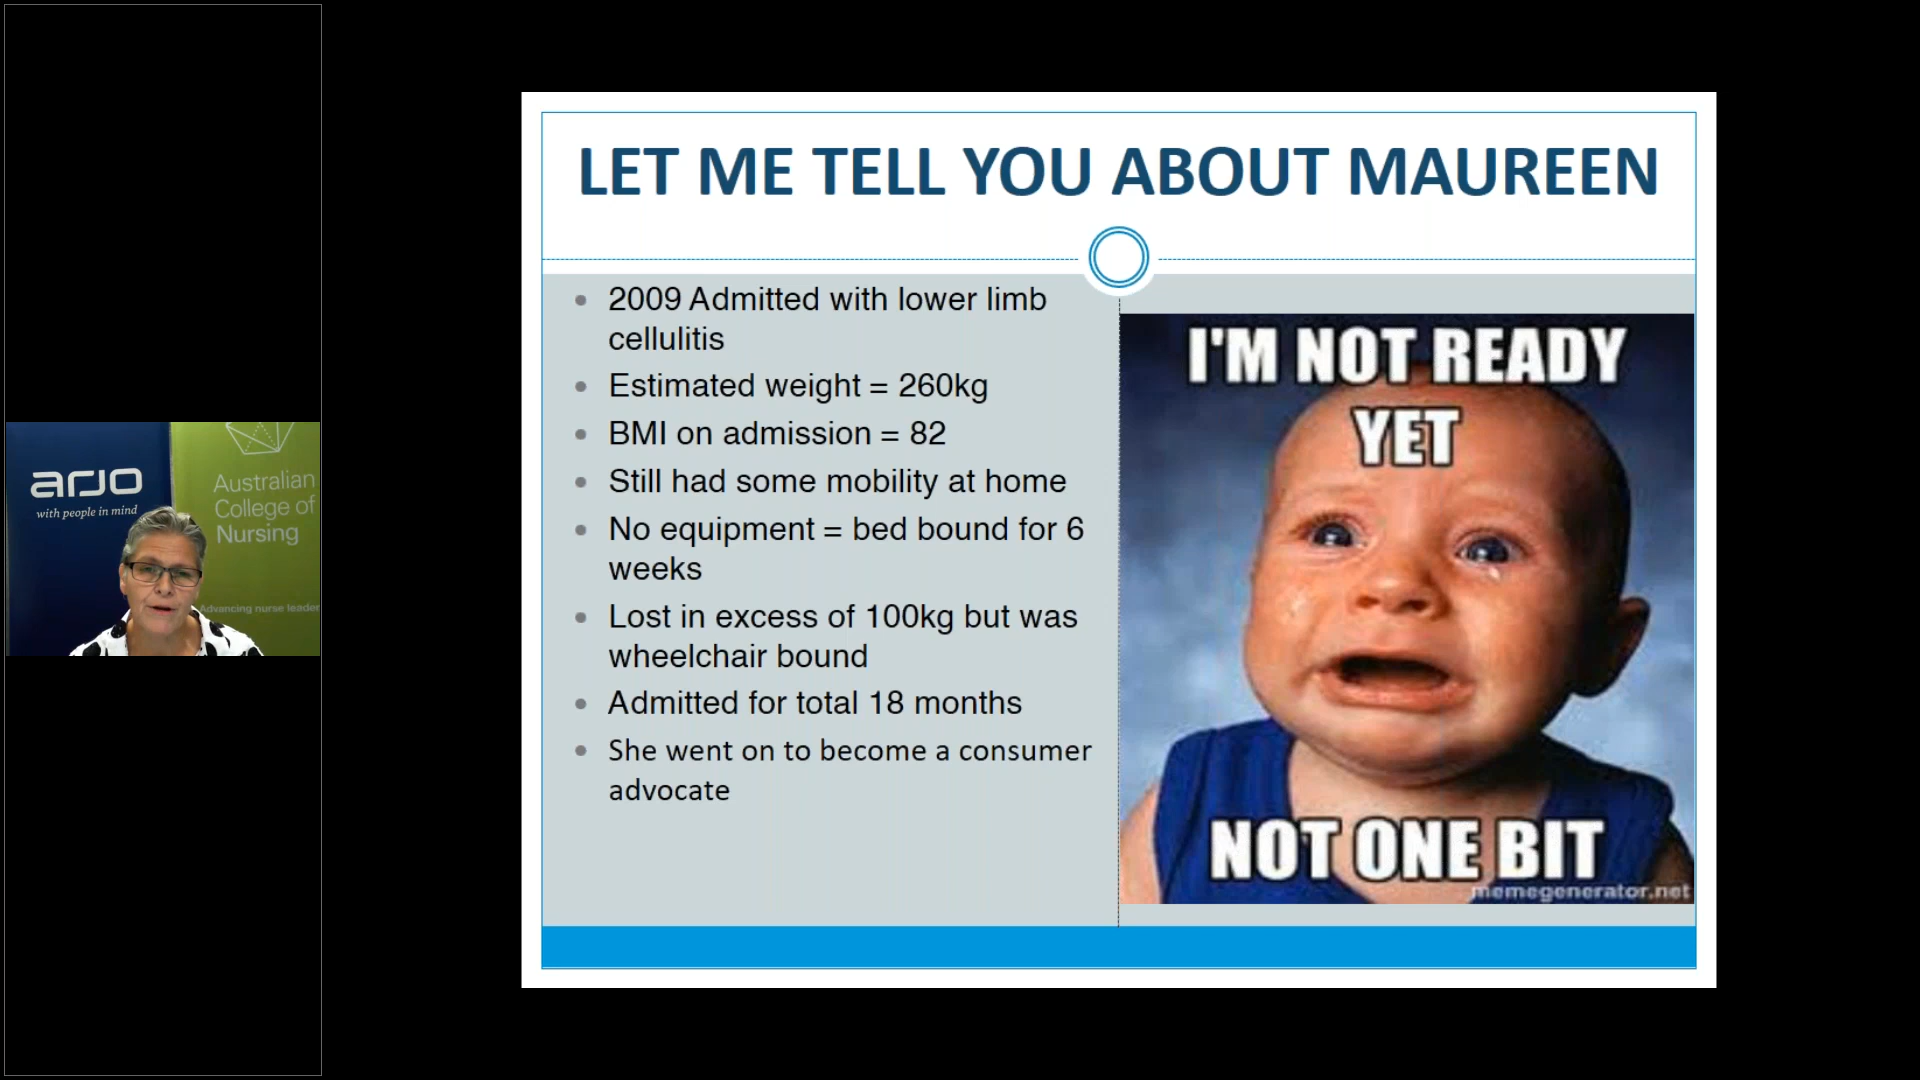 arjo
with people in mind
Australian
College of
Nursing
Advancing nurse leader
LET ME TELL YOU ABOUT MAUREEN
• 2009 Admitted with lower limb
cellulitis
• Estimated weight = 260kg
• BMI on admission = 82
• Still had some mobility at home
• No equipment = bed bound for 6
weeks
• Lost in excess of 100kg but was
wheelchair bound
• Admitted for total 18 months
• She went on to become a consumer
advocate
I'M NOT READY
YET
NOT ONE BIT
memegenerator.net